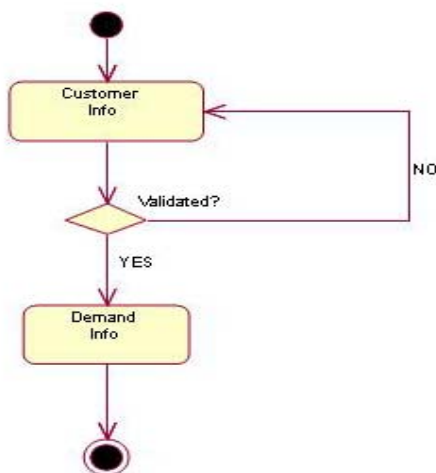 Customer
Info
Validated?
NO
YES
Demand
Info